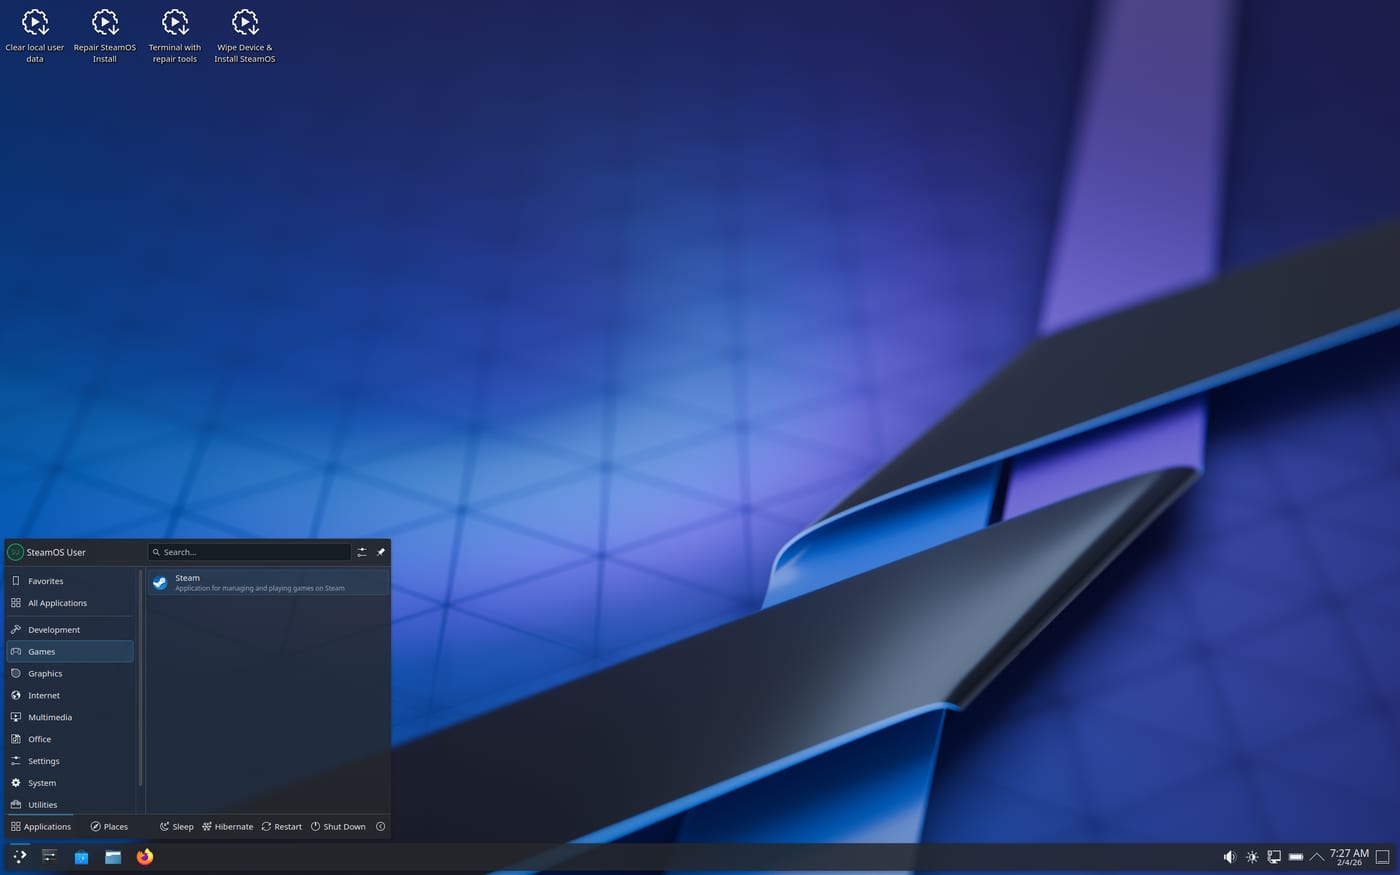 Clear local user
data
Repair SteamOS
Install
Terminal with
repair tools
Wipe Device &
Install SteamOS
SU
SteamOS User
Search...
Favorites
All Applications
Development
Games
Graphics
Internet
Multimedia
Office
Settings
System
Utilities
Steam
Application for managing and playing games on Steam
Applications
Places
Sleep
Hibernate
Restart
Shut Down
7:27 AM
2/4/26